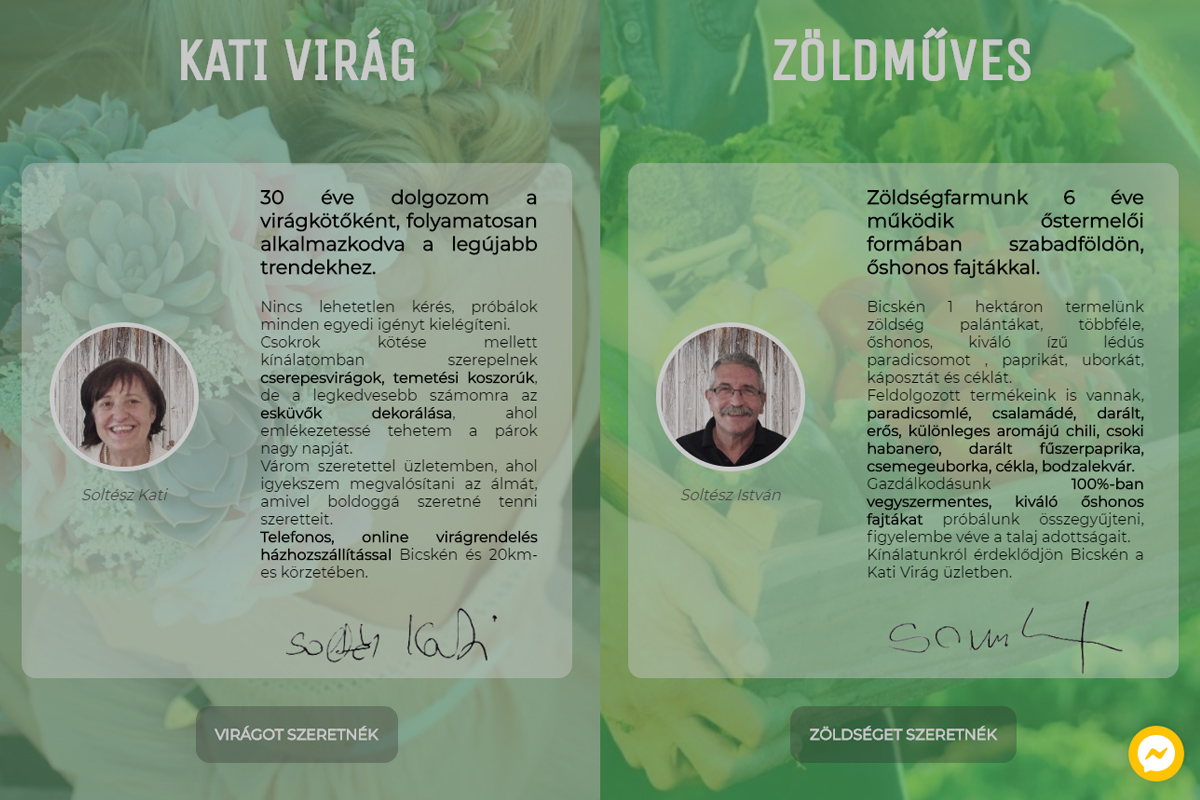 KATI VIRÁG
30 éve dolgozom a
virágkötőként, folyamatosan
alkalmazkodva a legújabb
trendekhez.
Nincs lehetetlen kérés, próbálok
minden egyedi igényt kielégíteni.
Csokrok kötése mellett
kínálatomban szerepelnek
cserepesvirágok, temetési koszorúk,
de a legkedvesebb számomra az
esküvők dekorálása, ahol
emlékezetessé tehetem a párok
nagy napját.
Várom szeretettel üzletemben, ahol
igyekszem megvalósítani az álmát,
amivel boldoggá szeretné tenni
szeretteit.
Telefonos, online virágrendelés
házhozszállítással Bicskén és 20km-
es körzetében.
Soltész Kati
VIRÁGOT SZERETNÉK
ZÖLDMŰVES
Zöldségfarmunk 6 éve
működik őstermelői
formában szabadföldön,
őshonos fajtákkal.
Bicskén 1 hektáron termelünk
zöldség palántákat, többféle,
őshonos, kiváló ízű lédús
paradicsomot , paprikát, uborkát,
káposztát és céklát.
Feldolgozott termékeink is vannak,
paradicsomlé, csalamádé, darált,
erős, különleges aromájú chili, csoki
habanero, darált fűszerpaprika,
csemegeuborka, cékla, bodzalekvár.
Gazdálkodásunk 100%-ban
vegyszermentes, kiváló őshonos
fajtákat próbálunk összegyűjteni,
figyelembe véve a talaj adottságait.
Kínálatunkról érdeklődjön Bicskén a
Kati Virág üzletben.
Soltész István
ZÖLDSÉGET SZERETNÉK